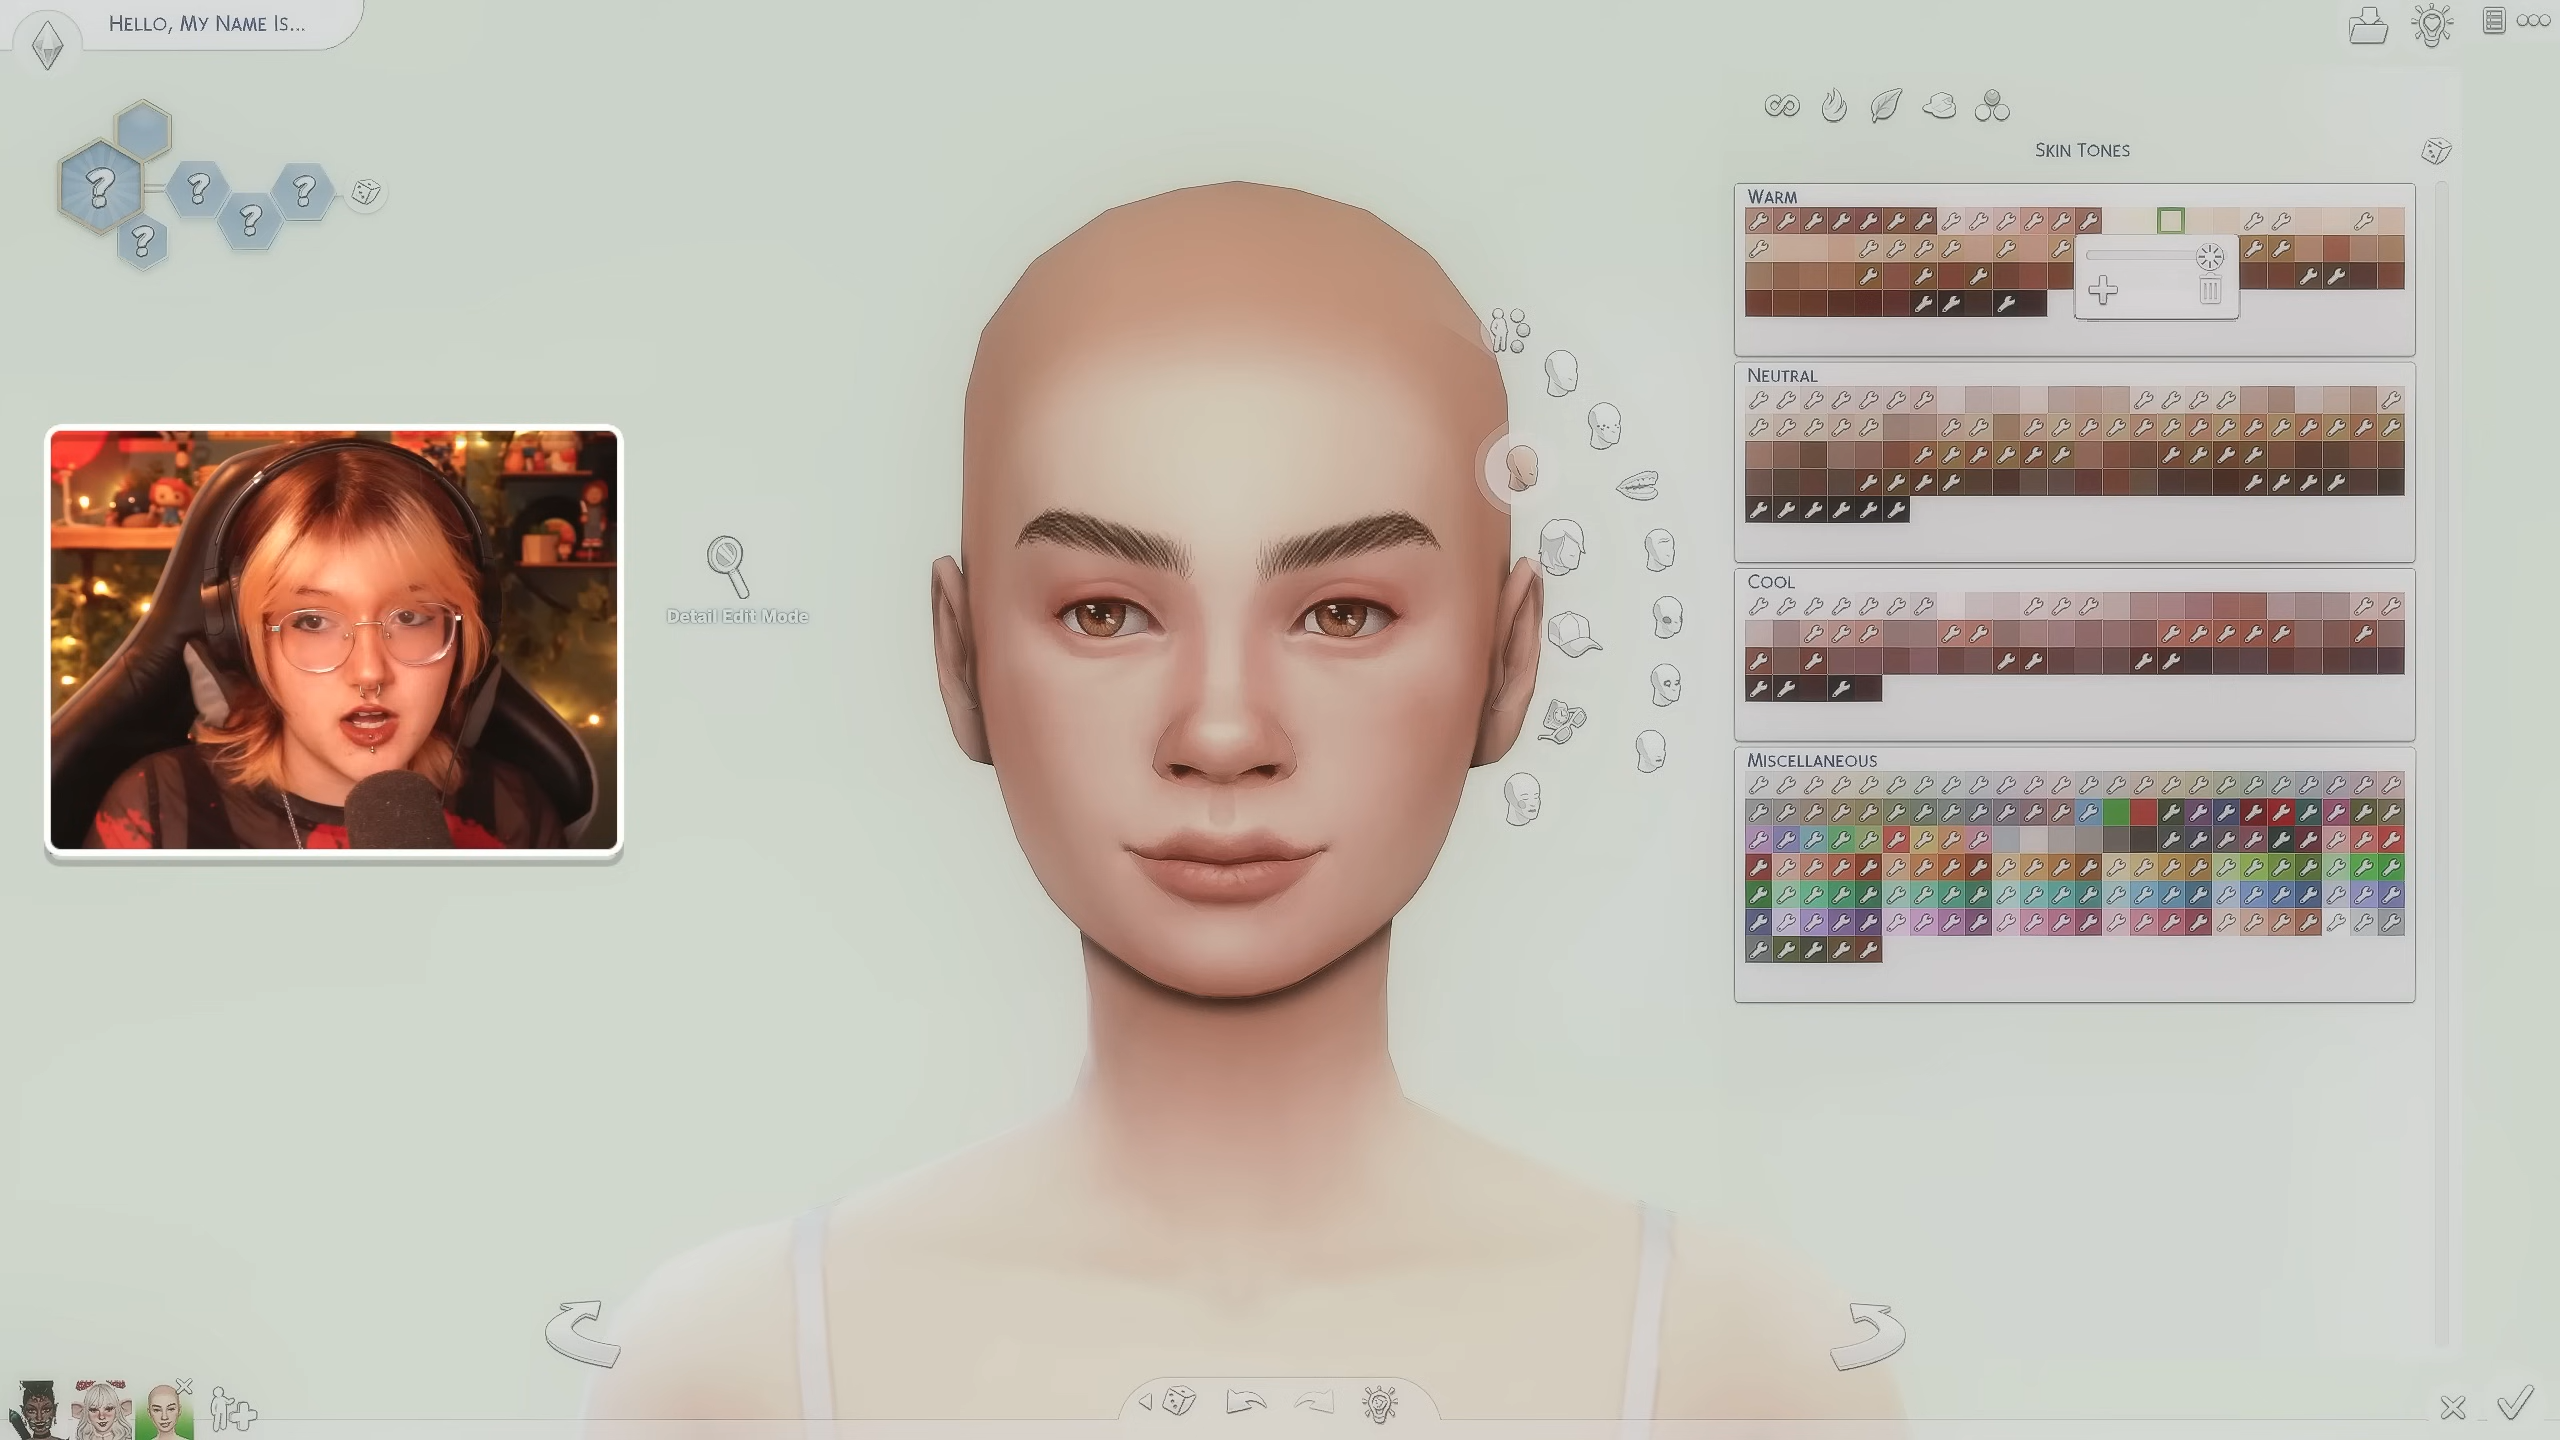 Hello, My Name Is...
Skin Tones
Warm
Neutral
Cool
Miscellaneous
Detail Edit Mode